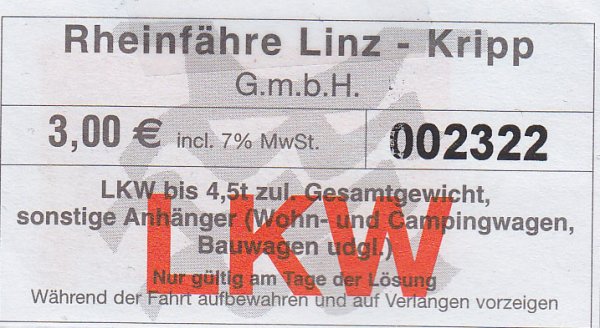 Rheinfähre Linz - Kripp
G.m.b.H.
3,00 € incl. 7% MwSt.
002322
LKW bis 4,5t zul. Gesamtgewicht,
sonstige Anhänger (Wohn- und Campingwagen,
Bauwagen udgl.)
LKW
Nur gültig am Tage der Lösung
Während der Fahrt aufbewahren und auf Verlangen vorzeigen